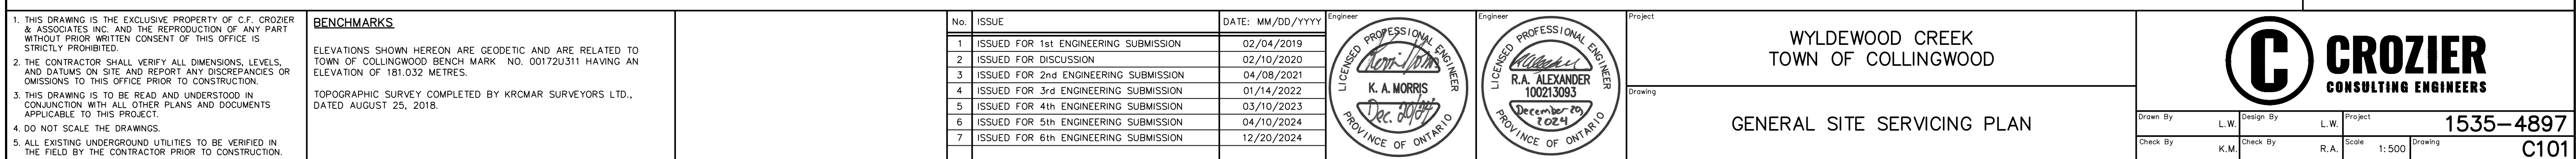 1. THIS DRAWING IS THE EXCLUSIVE PROPERTY OF C.F. CROZIER
& ASSOCIATES INC. AND THE REPRODUCTION OF ANY PART
WITHOUT PRIOR WRITTEN CONSENT OF THIS OFFICE IS
STRICTLY PROHIBITED.
2. THE CONTRACTOR SHALL VERIFY ALL DIMENSIONS, LEVELS,
AND DATUMS ON SITE AND REPORT ANY DISCREPANCIES OR
OMISSIONS TO THIS OFFICE PRIOR TO CONSTRUCTION.
3. THIS DRAWING IS TO BE READ AND UNDERSTOOD IN
CONJUNCTION WITH ALL OTHER PLANS AND DOCUMENTS
APPLICABLE TO THIS PROJECT.
4. DO NOT SCALE THE DRAWINGS.
5. ALL EXISTING UNDERGROUND UTILITIES TO BE VERIFIED IN
THE FIELD BY THE CONTRACTOR PRIOR TO CONSTRUCTION.
BENCHMARKS
ELEVATIONS SHOWN HEREON ARE GEODETIC AND ARE RELATED TO
TOWN OF COLLINGWOOD BENCH MARK NO. 00172U311 HAVING AN
ELEVATION OF 181.032 METRES.
TOPOGRAPHIC SURVEY COMPLETED BY KRCMAR SURVEYORS LTD.,
DATED AUGUST 25, 2018.
No. ISSUE DATE: MM/DD/YYYY
1 ISSUED FOR 1st ENGINEERING SUBMISSION 02/04/2019
2 ISSUED FOR DISCUSSION 02/10/2020
3 ISSUED FOR 2nd ENGINEERING SUBMISSION 04/08/2021
4 ISSUED FOR 3rd ENGINEERING SUBMISSION 01/14/2022
5 ISSUED FOR 4th ENGINEERING SUBMISSION 03/10/2023
6 ISSUED FOR 5th ENGINEERING SUBMISSION 04/10/2024
7 ISSUED FOR 6th ENGINEERING SUBMISSION 12/20/2024
Engineer
LICENSED PROFESSIONAL ENGINEER
K. A. MORRIS
Dec. 20/24
PROVINCE OF ONTARIO
Engineer
LICENSED PROFESSIONAL ENGINEER
R.A. ALEXANDER
100213093
December 20,
2024
PROVINCE OF ONTARIO
Project
WYLDEWOOD CREEK
TOWN OF COLLINGWOOD
Drawing
GENERAL SITE SERVICING PLAN
C CROZIER
CONSULTING ENGINEERS
Drawn By L.W. Design By L.W. Project 1535-4897
Check By K.M. Check By R.A. Scale 1:500 Drawing C101